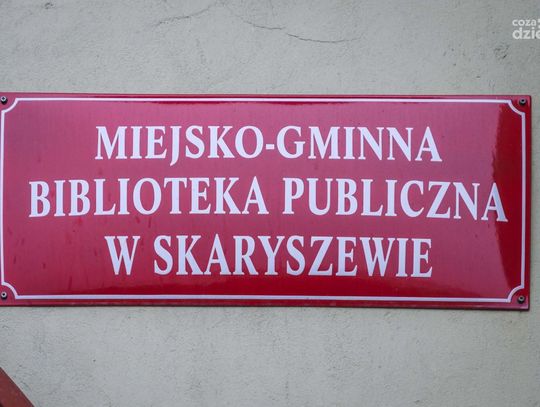 MIEJSKO-GMINNA
BIBLIOTEKA PUBLICZNA
W SKARYSZEWIE